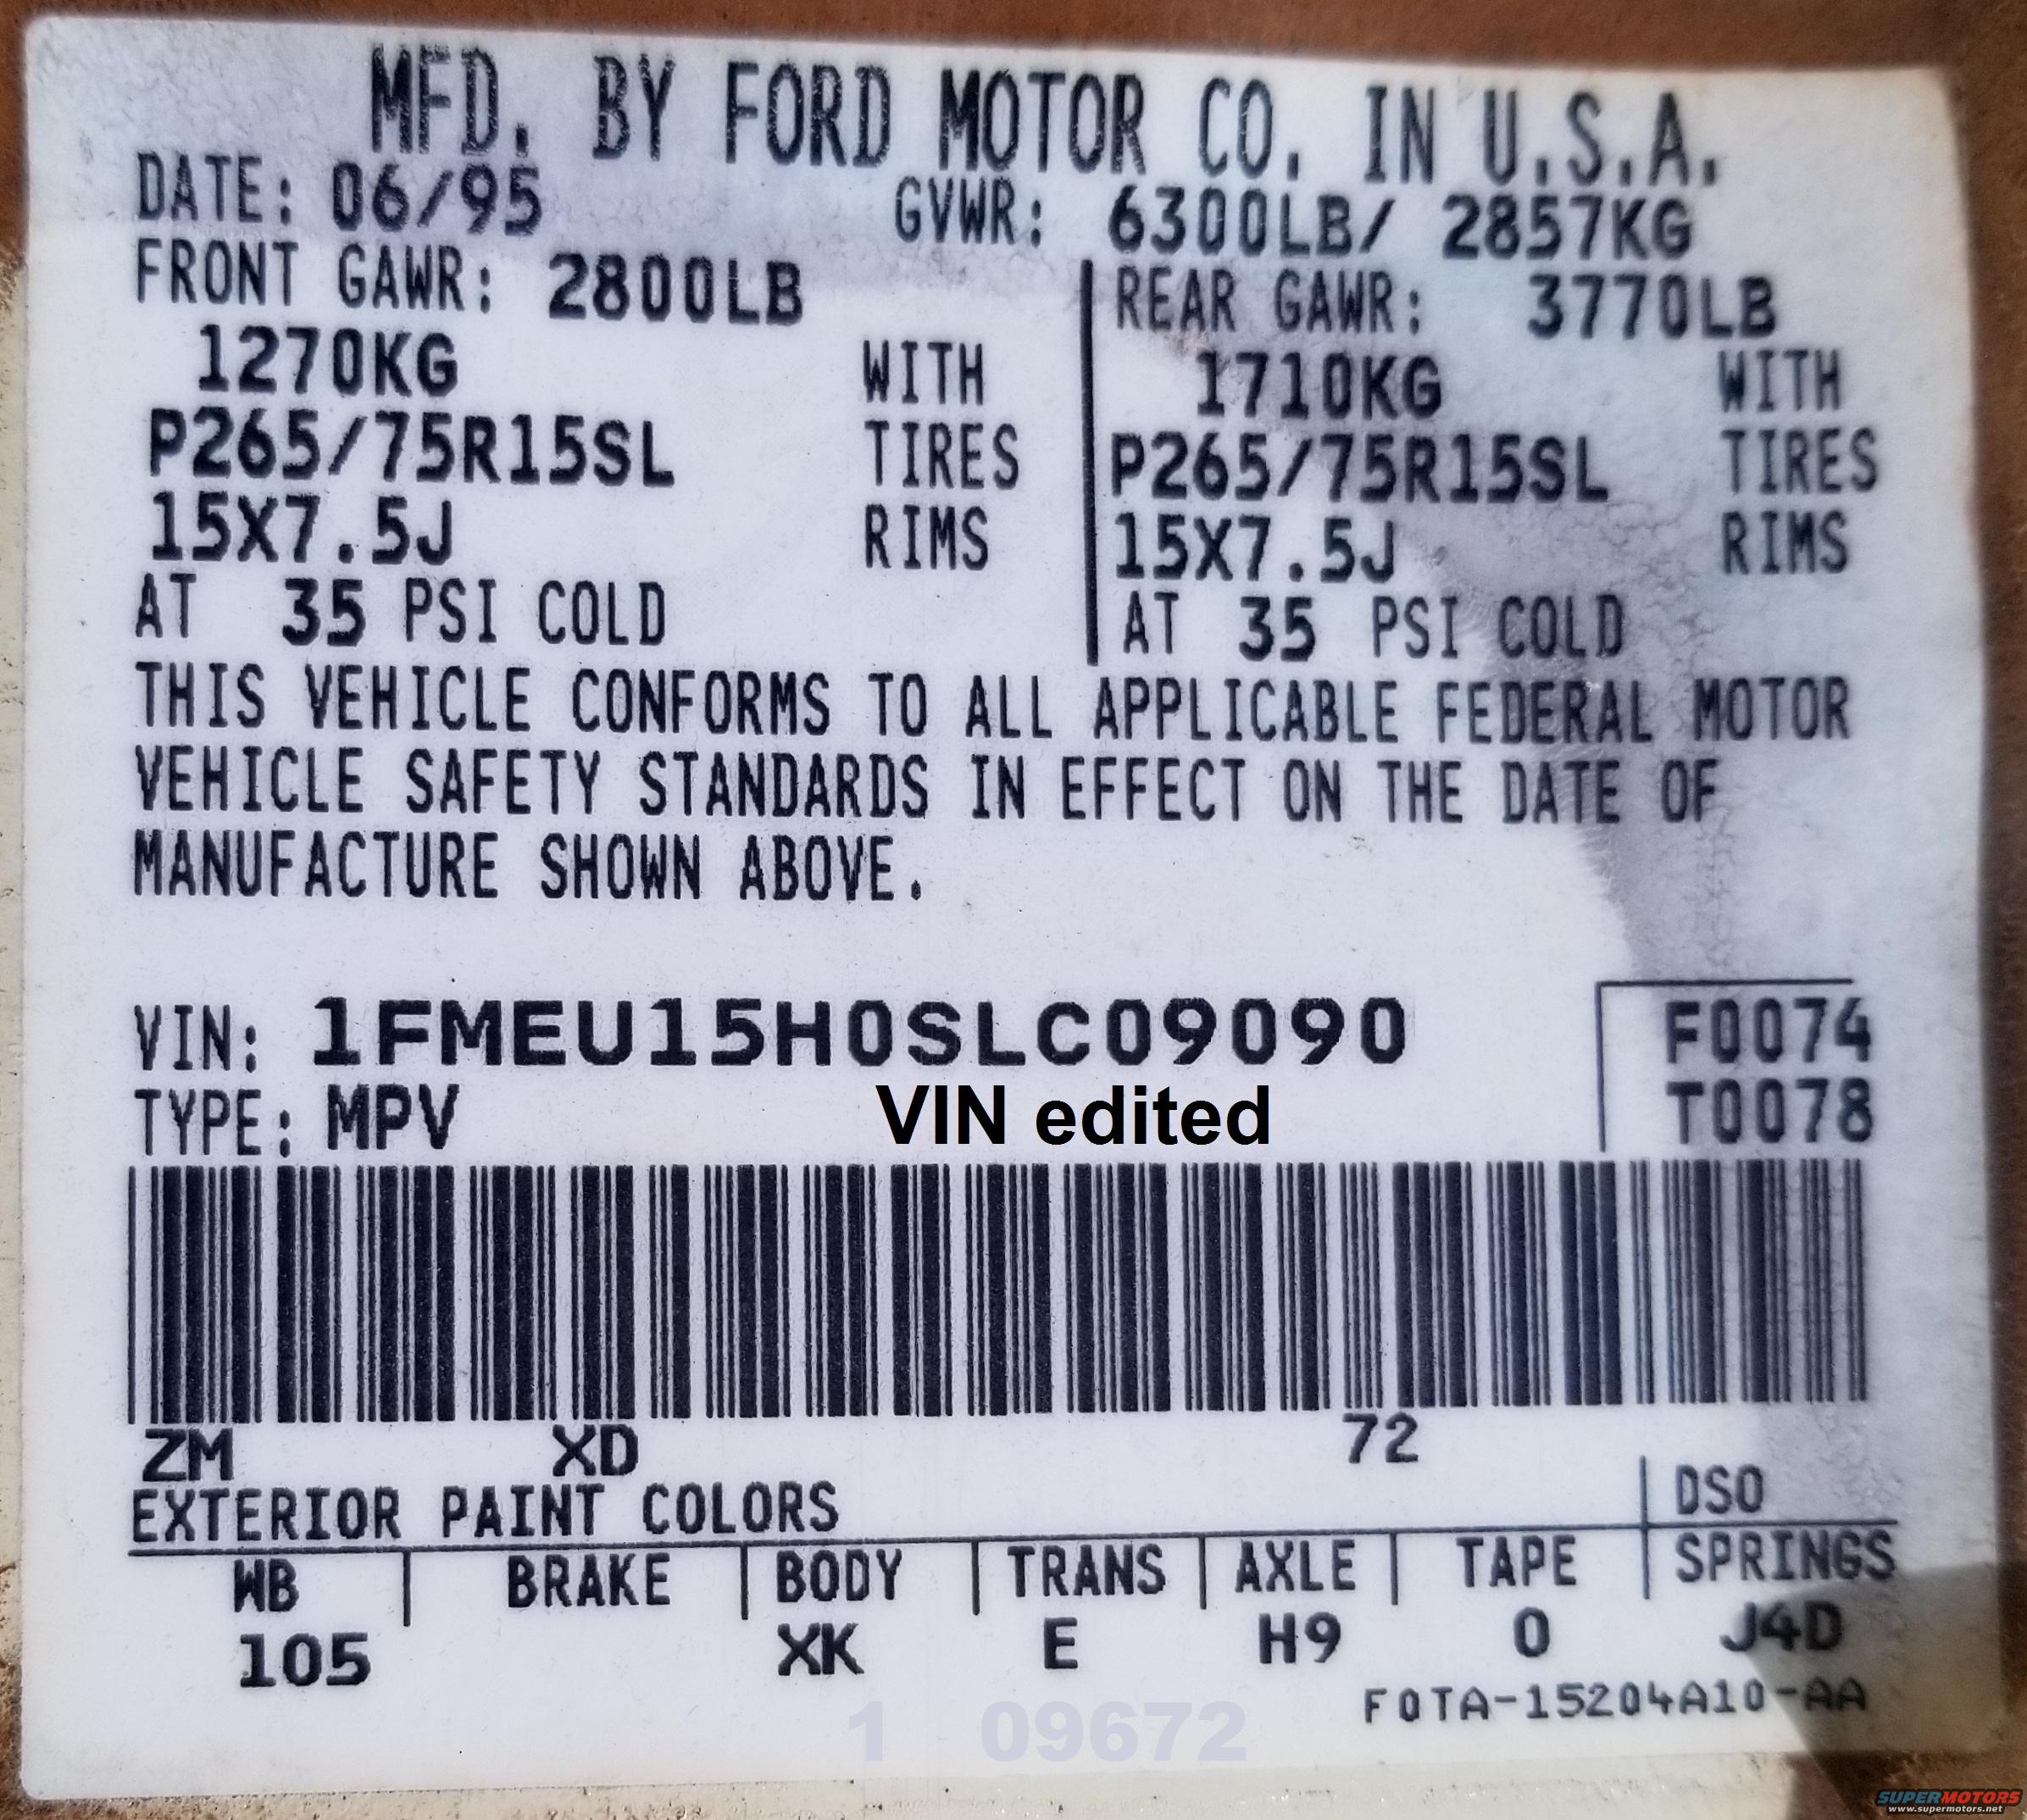 MFD. BY FORD MOTOR CO. IN U.S.A.
DATE: 06/95 GVWR: 6300LB/ 2857KG
FRONT GAWR: 2800LB REAR GAWR: 3770LB
1270KG WITH 1710KG WITH
P265/75R15SL TIRES P265/75R15SL TIRES
15X7.5J RIMS 15X7.5J RIMS
AT 35 PSI COLD AT 35 PSI COLD
THIS VEHICLE CONFORMS TO ALL APPLICABLE FEDERAL MOTOR
VEHICLE SAFETY STANDARDS IN EFFECT ON THE DATE OF
MANUFACTURE SHOWN ABOVE.
VIN: 1FMEU15H0SLC09090 F0074
TYPE: MPV VIN edited T0078
ZM XD 72
EXTERIOR PAINT COLORS DSO
WB BRAKE BODY TRANS AXLE TAPE SPRINGS
105 XK E H9 0 J4D
F0TA-15204A10-AA
1 09672
SUPERMOTORS
www.supermotors.net